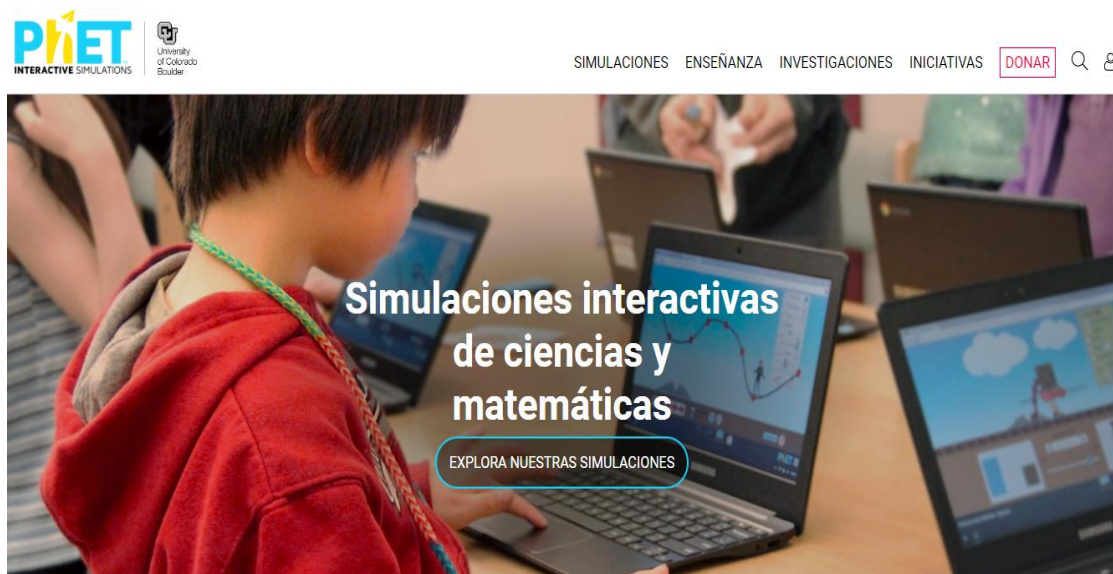 PhET
INTERACTIVE SIMULATIONS
University
of Colorado
Boulder
SIMULACIONES ENSEÑANZA INVESTIGACIONES INICIATIVAS DONAR
Simulaciones interactivas
de ciencias y
matemáticas
EXPLORA NUESTRAS SIMULACIONES
PhET